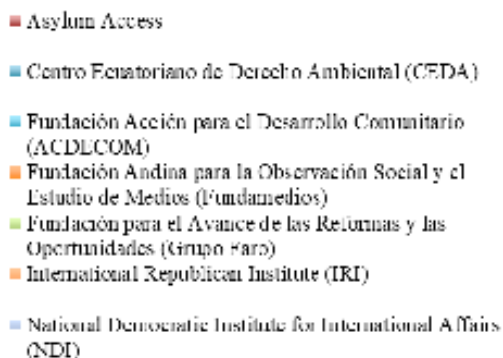 Asylum Access
Centro Ecuatoriano de Derecho Ambiental (CEDA)
Fundación Acción para el Desarrollo Comunitario
(ACDECOM)
Fundación Andina para la Observación Social y el
Estudio de Medios (Fundamedios)
Fundación para el Avance de las Reformas y las
Oportunidades (Grupo Faro)
International Republican Institute (IRI)
National Democratic Institute for International Affairs
(NDI)